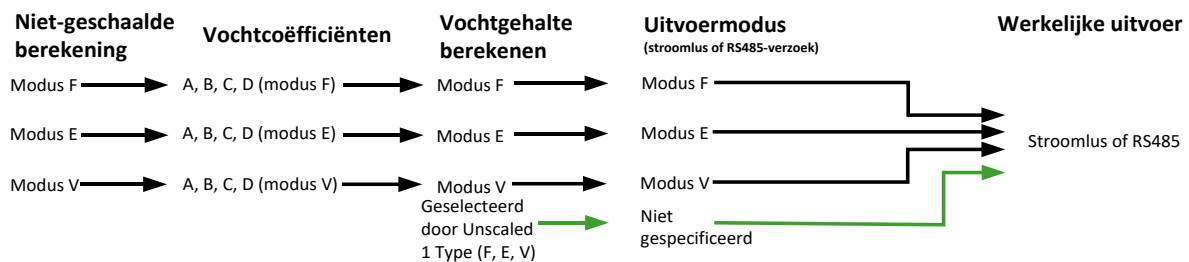 Niet-geschaalde
berekening
Vochtcoëfficiënten
Vochtgehalte
berekenen
Uitvoermodus
(stroomlus of RS485-verzoek)
Werkelijke uitvoer
Modus F
A, B, C, D (modus F)
Modus F
Modus F
Modus E
A, B, C, D (modus E)
Modus E
Modus E
Stroomlus of RS485
Modus V
A, B, C, D (modus V)
Modus V
Modus V
Geselecteerd
door Unscaled
1 Type (F, E, V)
Niet
gespecificeerd